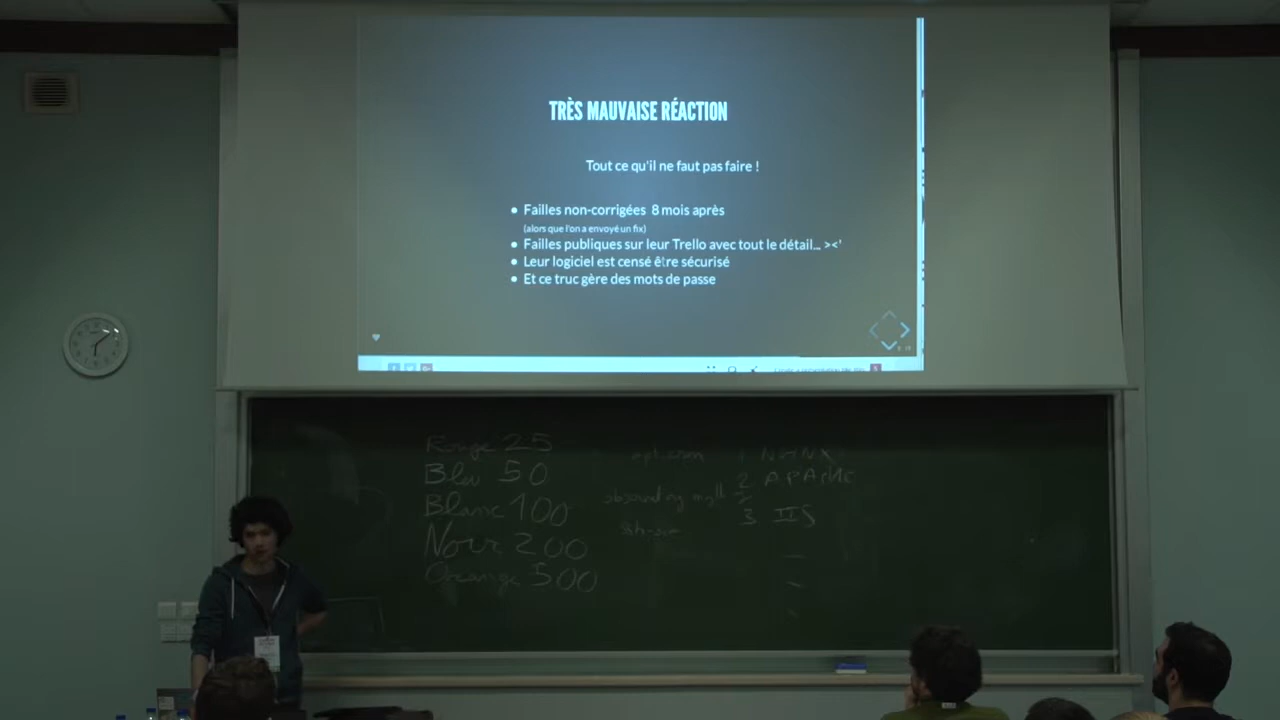 TRÈS MAUVAISE RÉACTION
Tout ce qu'il ne faut pas faire !
• Failles non-corrigées 8 mois après
(alors que l'on a envoyé un fix)
• Failles publiques sur leur Trello avec tout le détail... ><'
• Leur logiciel est censé être sécurisé
• Et ce truc gère des mots de passe
Rouge 25
Bleu 50
Blanc 100
Noir 200
Orange 500
1 NGINX
2 APACHE
3 IIS